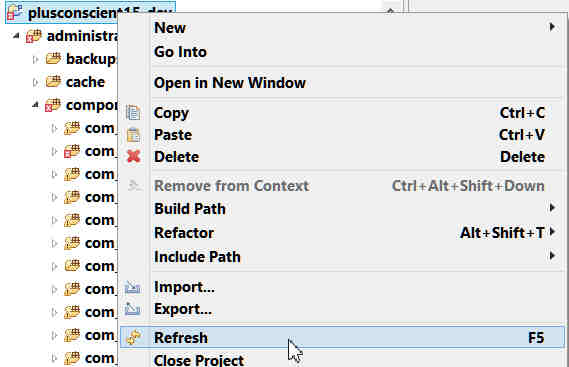 plusconscient15_dev
administra
New
Go Into
backup
cache
Open in New Window
compor
Copy Ctrl+C
com_
Paste Ctrl+V
com_
Delete Delete
com_
Remove from Context Ctrl+Alt+Shift+Down
com_
Build Path
com_
Refactor Alt+Shift+T
com_
Include Path
com_
Import...
com_
Export...
com_
Refresh F5
com_
Close Project
com_